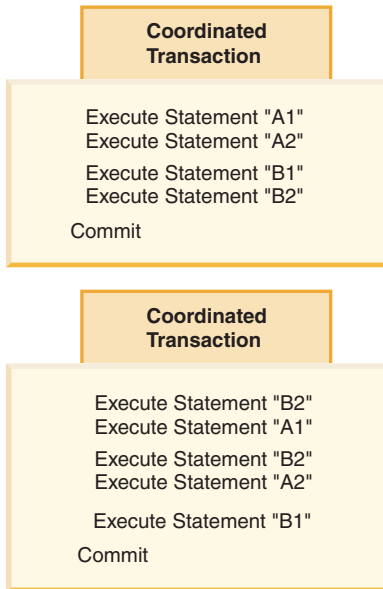 Coordinated
Transaction
Execute Statement "A1"
Execute Statement "A2"
Execute Statement "B1"
Execute Statement "B2"
Commit
Coordinated
Transaction
Execute Statement "B2"
Execute Statement "A1"
Execute Statement "B2"
Execute Statement "A2"
Execute Statement "B1"
Commit